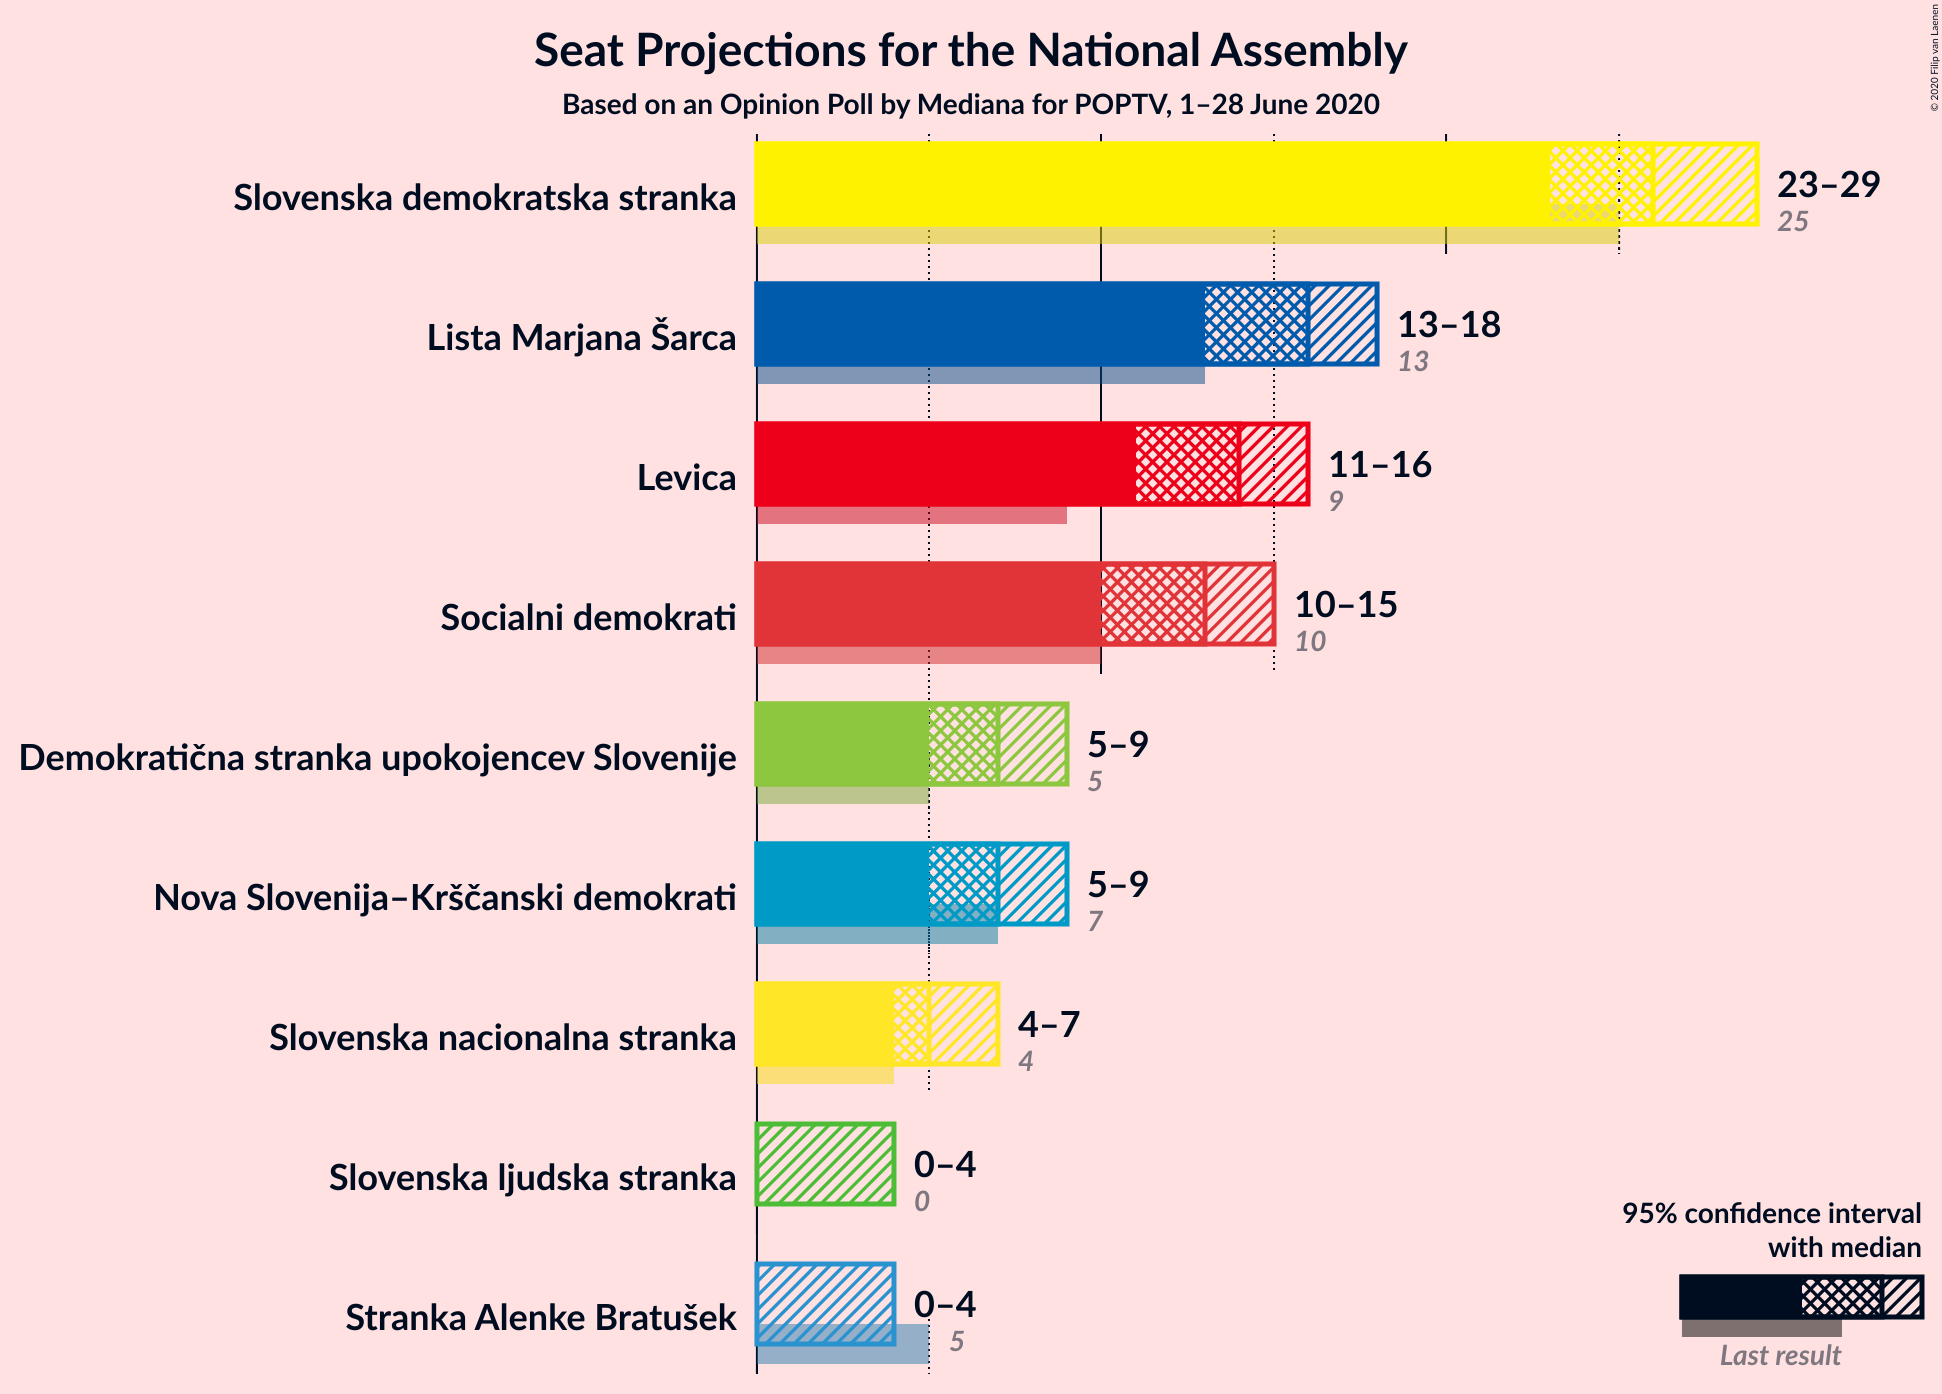 Seat Projections for the National Assembly
Based on an Opinion Poll by Mediana for POPTV, 1–28 June 2020
© 2020 Filip van Laenen
Slovenska demokratska stranka
23–29
25
Lista Marjana Šarca
13–18
13
Levica
11–16
9
Socialni demokrati
10–15
10
Demokratična stranka upokojencev Slovenije
5–9
5
Nova Slovenija–Krščanski demokrati
5–9
7
Slovenska nacionalna stranka
4–7
4
Slovenska ljudska stranka
0–4
0
Stranka Alenke Bratušek
0–4
5
95% confidence interval
with median
Last result